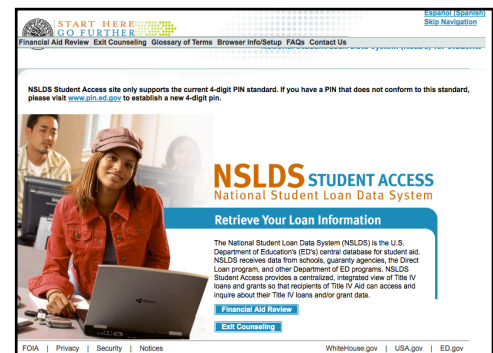 Español (Spanish)
START HERE
Skip Navigation
GO FURTHER
Financial Aid Review Exit Counseling Glossary of Terms Browser Info/Setup FAQs Contact Us
NSLDS Student Access site only supports the current 4-digit PIN standard. If you have a PIN that does not conform to this standard,
please visit www.pin.ed.gov to establish a new 4-digit pin.
NSLDS STUDENT ACCESS
National Student Loan Data System
Retrieve Your Loan Information
The National Student Loan Data System (NSLDS) is the U.S.
Department of Education's (ED's) central database for student aid.
NSLDS receives data from schools, guaranty agencies, the Direct
Loan program, and other Department of ED programs. NSLDS
Student Access provides a centralized, integrated view of Title IV
loans and grants so that recipients of Title IV Aid can access and
inquire about their Title IV loans and/or grant data.
Financial Aid Review
Exit Counseling
FOIA | Privacy | Security | Notices WhiteHouse.gov | USA.gov | ED.gov